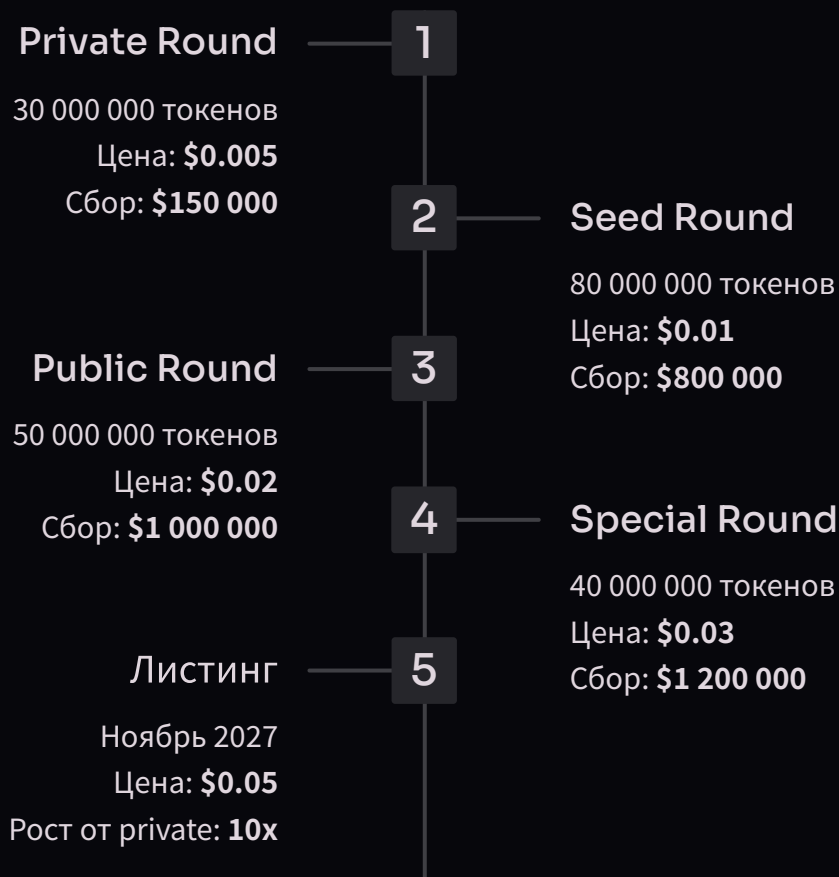 Private Round
1
30 000 000 токенов
Цена: $0.005
Сбор: $150 000
2
Seed Round
80 000 000 токенов
Цена: $0.01
Сбор: $800 000
Public Round
3
50 000 000 токенов
Цена: $0.02
Сбор: $1 000 000
4
Special Round
40 000 000 токенов
Цена: $0.03
Сбор: $1 200 000
Листинг
5
Ноябрь 2027
Цена: $0.05
Рост от private: 10x